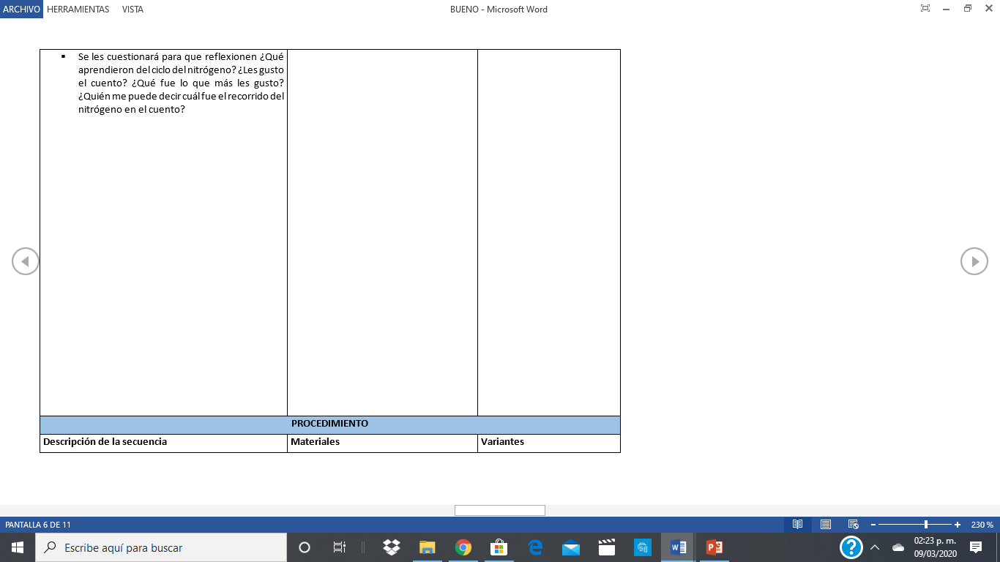 ARCHIVO HERRAMIENTAS VISTA
BUENO - Microsoft Word
▪ Se les cuestionará para que reflexionen ¿Qué
aprendieron del ciclo del nitrógeno? ¿Les gusto
el cuento? ¿Qué fue lo que más les gusto?
¿Quién me puede decir cuál fue el recorrido del
nitrógeno en el cuento?
PROCEDIMIENTO
Descripción de la secuencia
Materiales
Variantes
PANTALLA 6 DE 11
230 %
Escribe aquí para buscar
02:23 p. m.
09/03/2020